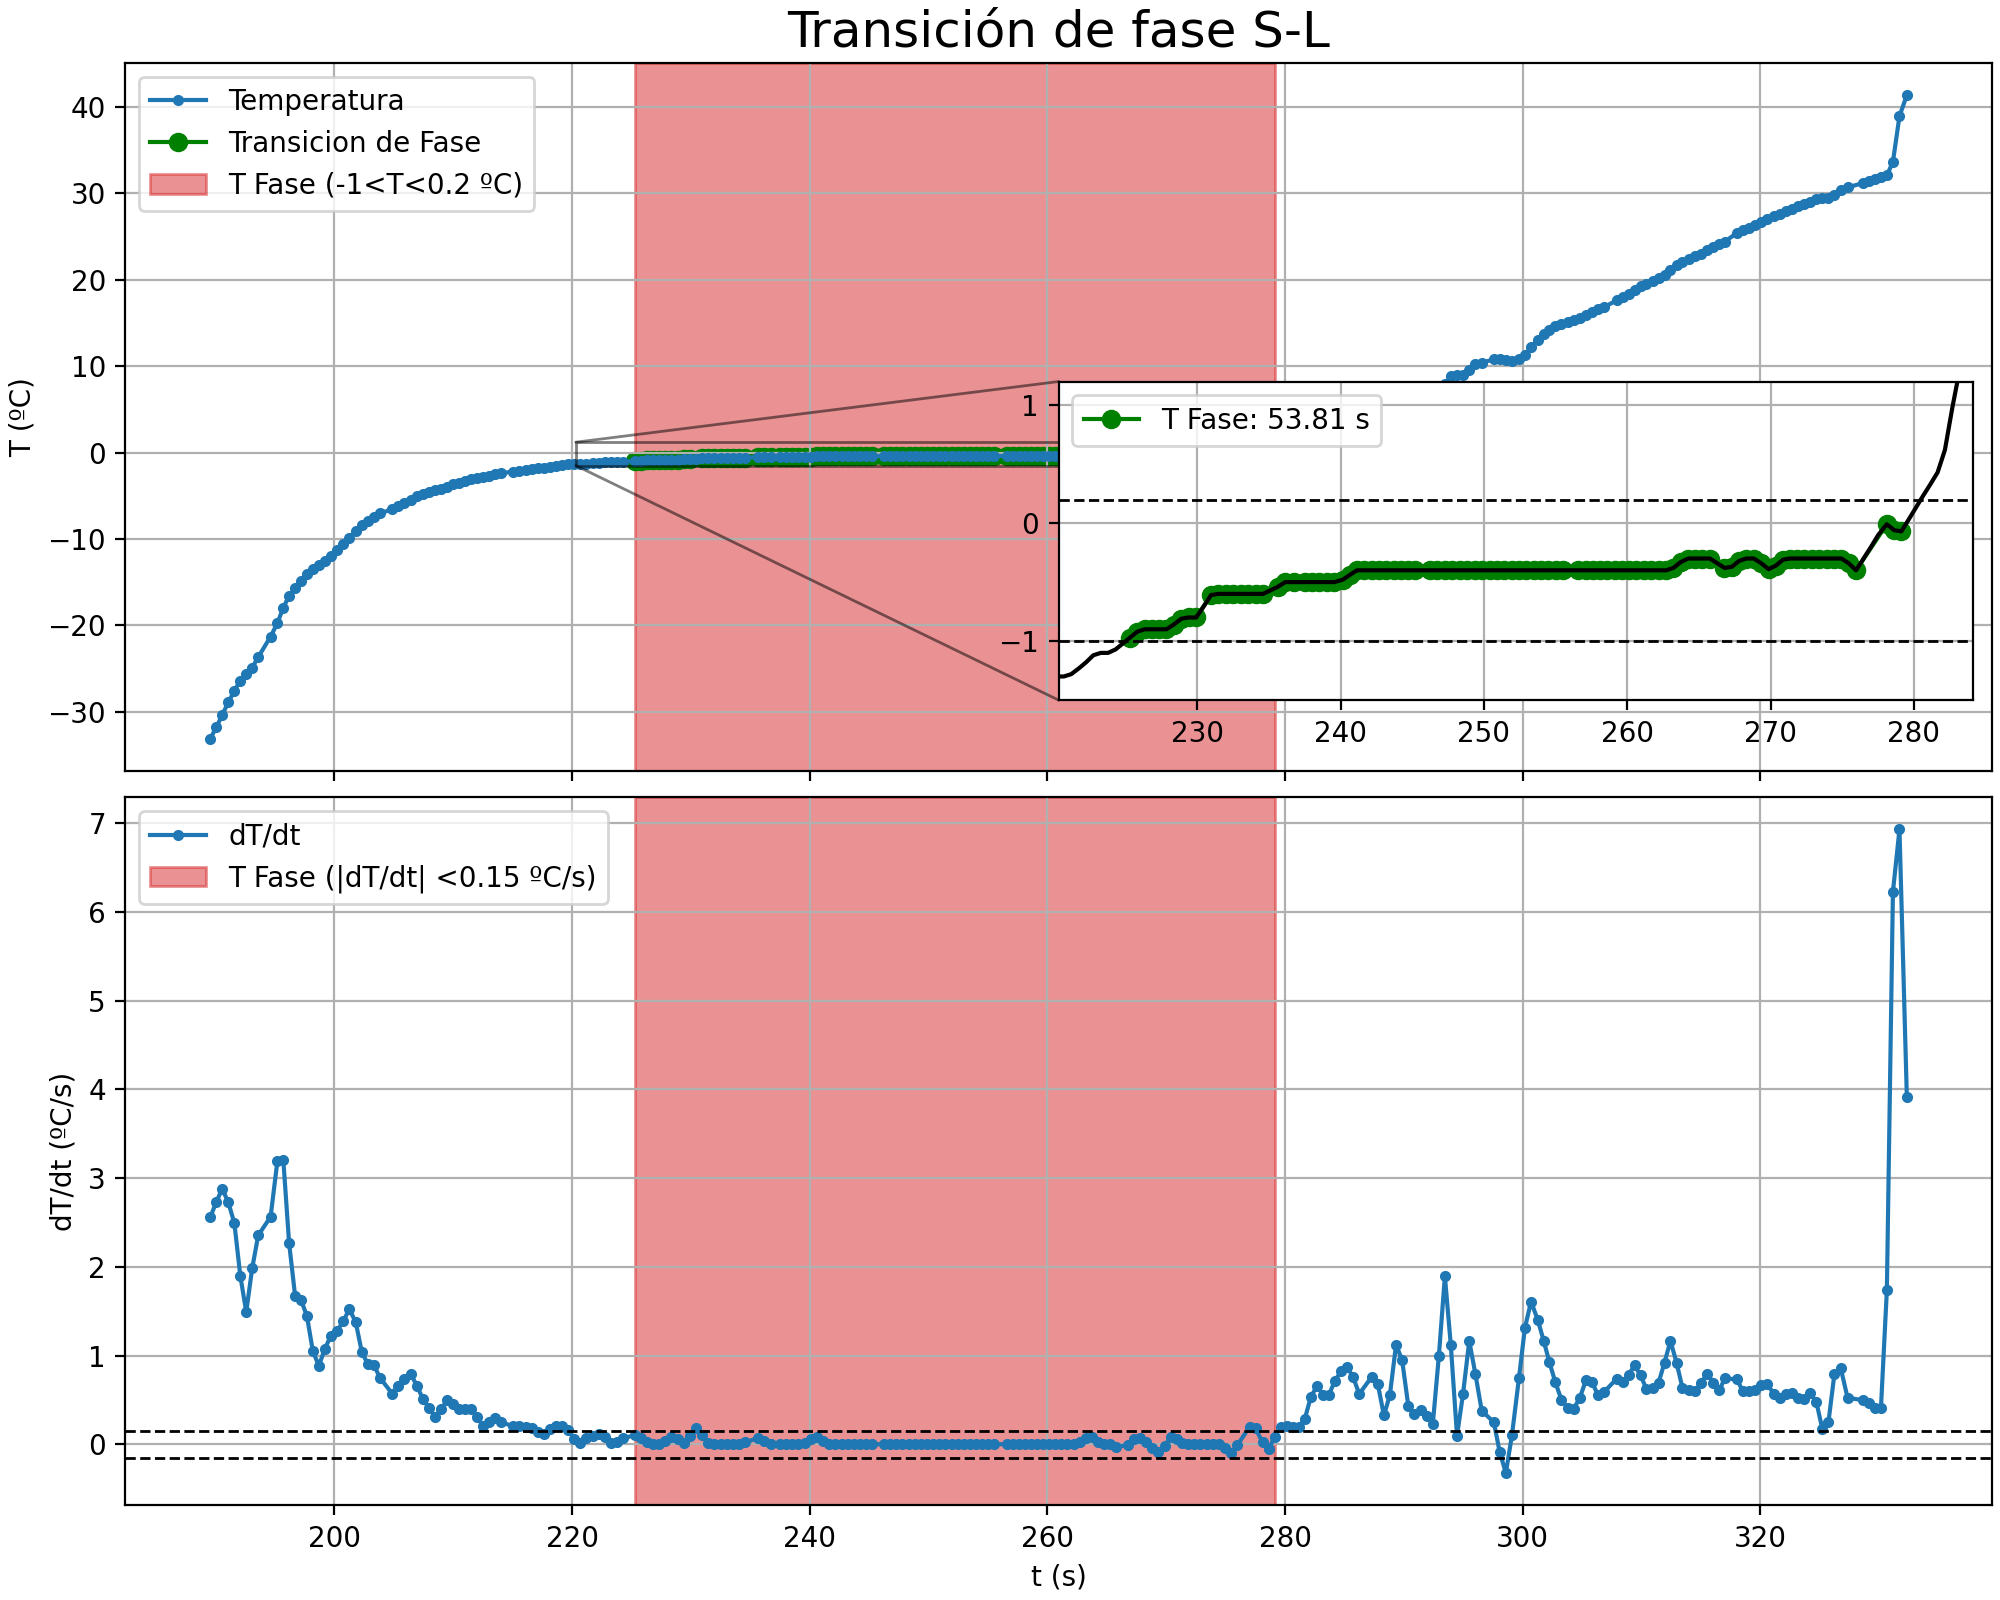 Transición de fase S-L
Temperatura
Transicion de Fase
T Fase (-1<T<0.2 ºC)
T (ºC)
40
30
20
10
0
−10
−20
−30
T Fase: 53.81 s
1
0
−1
230 240 250 260 270 280
dT/dt
T Fase (|dT/dt| <0.15 ºC/s)
dT/dt (ºC/s)
7
6
5
4
3
2
1
0
200 220 240 260 280 300 320
t (s)